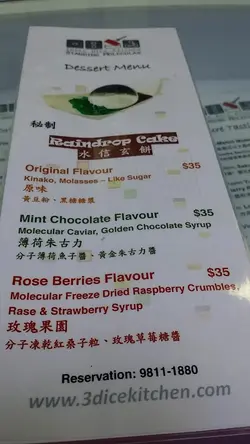 Dessert Menu
秘制
Raindrop Cake
水信玄餅
Original Flavour $35
Kinako, Molasses – Like Sugar
原味
黃豆粉、黑糖糖漿
Mint Chocolate Flavour $35
Molecular Caviar, Golden Chocolate Syrup
薄荷朱古力
分子薄荷魚子醬、黃金朱古力醬
Rose Berries Flavour $35
Molecular Freeze Dried Raspberry Crumbles,
Rase & Strawberry Syrup
玫瑰果園
分子凍乾紅桑子粒、玫瑰草莓糖醬
Reservation: 9811-1880
www.3dicekitchen.com